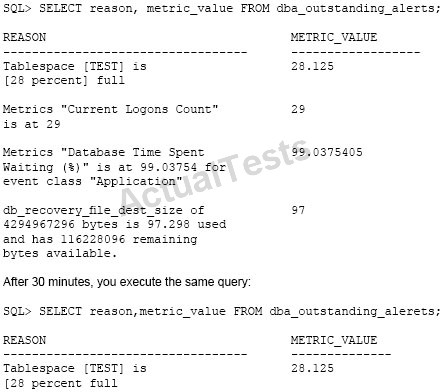 SQL> SELECT reason, metric_value FROM dba_outstanding_alerts;
REASON METRIC_VALUE
--------------------------------- -----------------
Tablespace [TEST] is 28.125
[28 percent] full
Metrics "Current Logons Count" 29
is at 29
Metrics "Database Time Spent 99.0375405
Waiting (%)" is at 99.03754 for
event class "Application"
ActualTests
db_recovery_file_dest_size of 97
4294967296 bytes is 97.298 used
and has 116228096 remaining
bytes available.
After 30 minutes, you execute the same query:
SQL> SELECT reason,metric_value FROM dba_outstanding_alerets;
REASON METRIC_VALUE
--------------------------------- --------------
Tablespace [TEST] is 28.125
[28 percent full